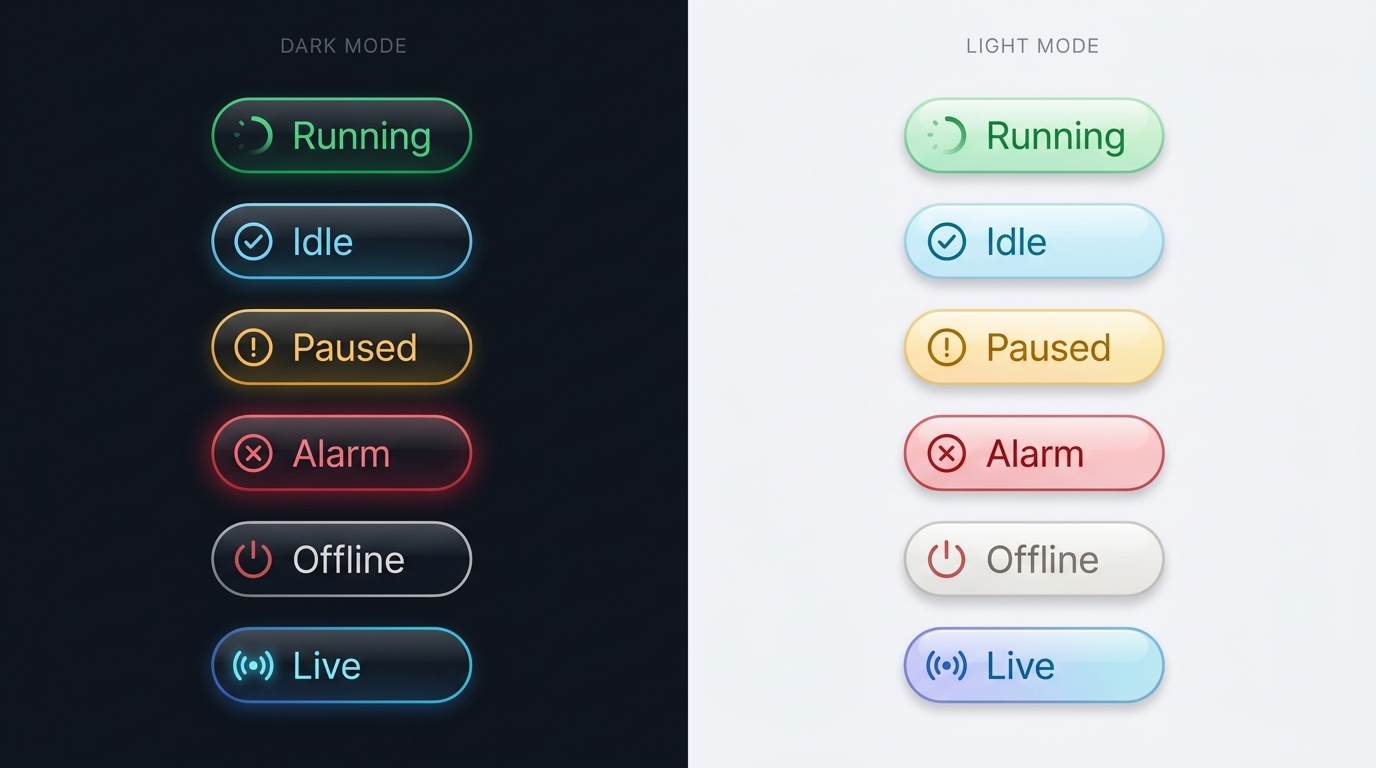 DARK MODE
Running
Idle
Paused
Alarm
Offline
Live
LIGHT MODE
Running
Idle
Paused
Alarm
Offline
Live